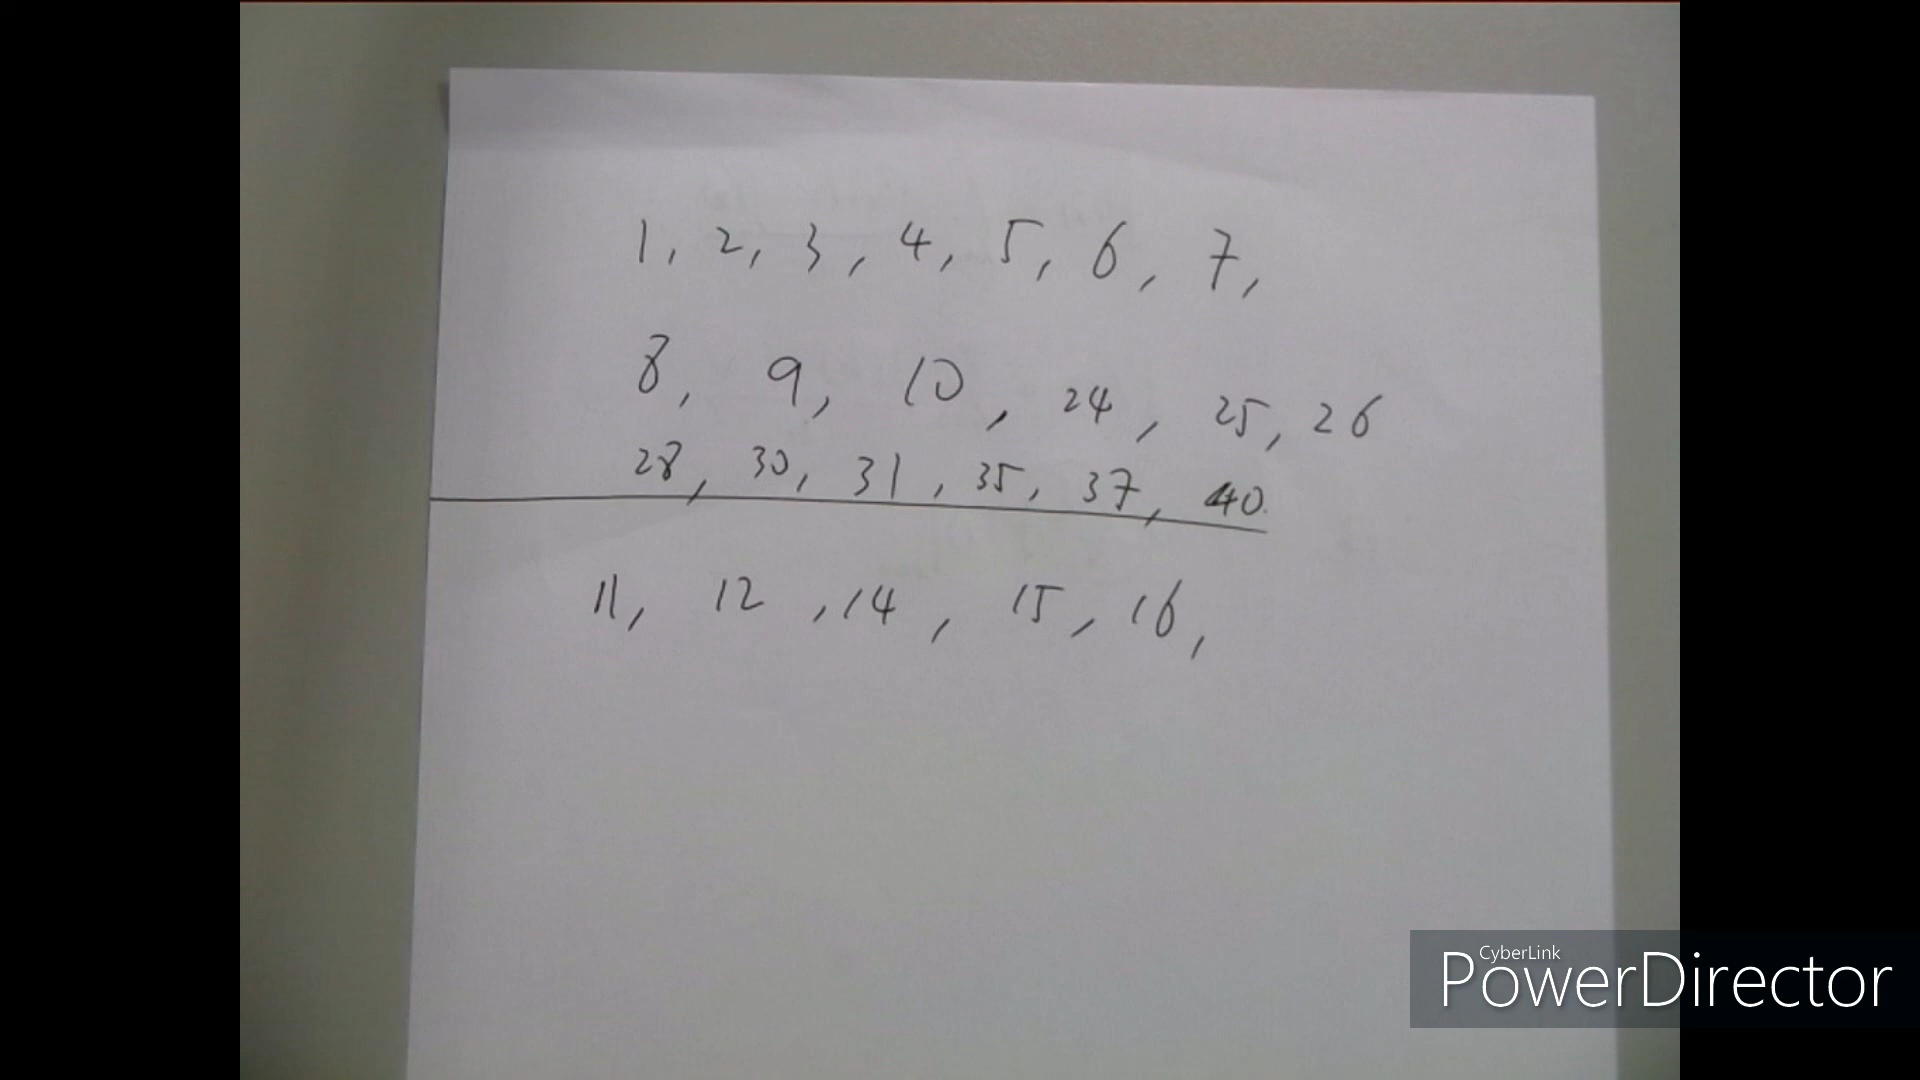 1, 2, 3, 4, 5, 6, 7,
8, 9, 10, 24, 25, 26
28, 30, 31, 35, 37, 40.
11, 12, 14, 15, 16,
CyberLink
PowerDirector